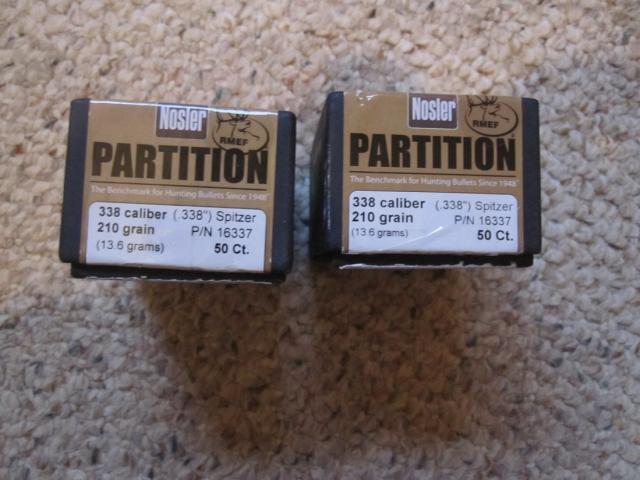 Nosler
RMEF
PARTITION
The Benchmark for Hunting Bullets Since 1948
338 caliber (.338") Spitzer
210 grain P/N 16337
(13.6 grams) 50 Ct.
Nosler
RMEF
PARTITION
The Benchmark for Hunting Bullets Since 1948
338 caliber (.338") Spitzer
210 grain P/N 16337
(13.6 grams) 50 Ct.